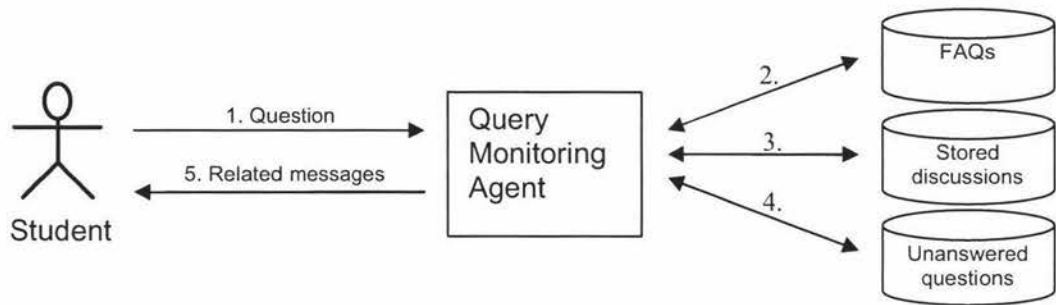 1. Question
5. Related messages
Student
Query
Monitoring
Agent
2.
3.
4.
FAQs
Stored
discussions
Unanswered
questions